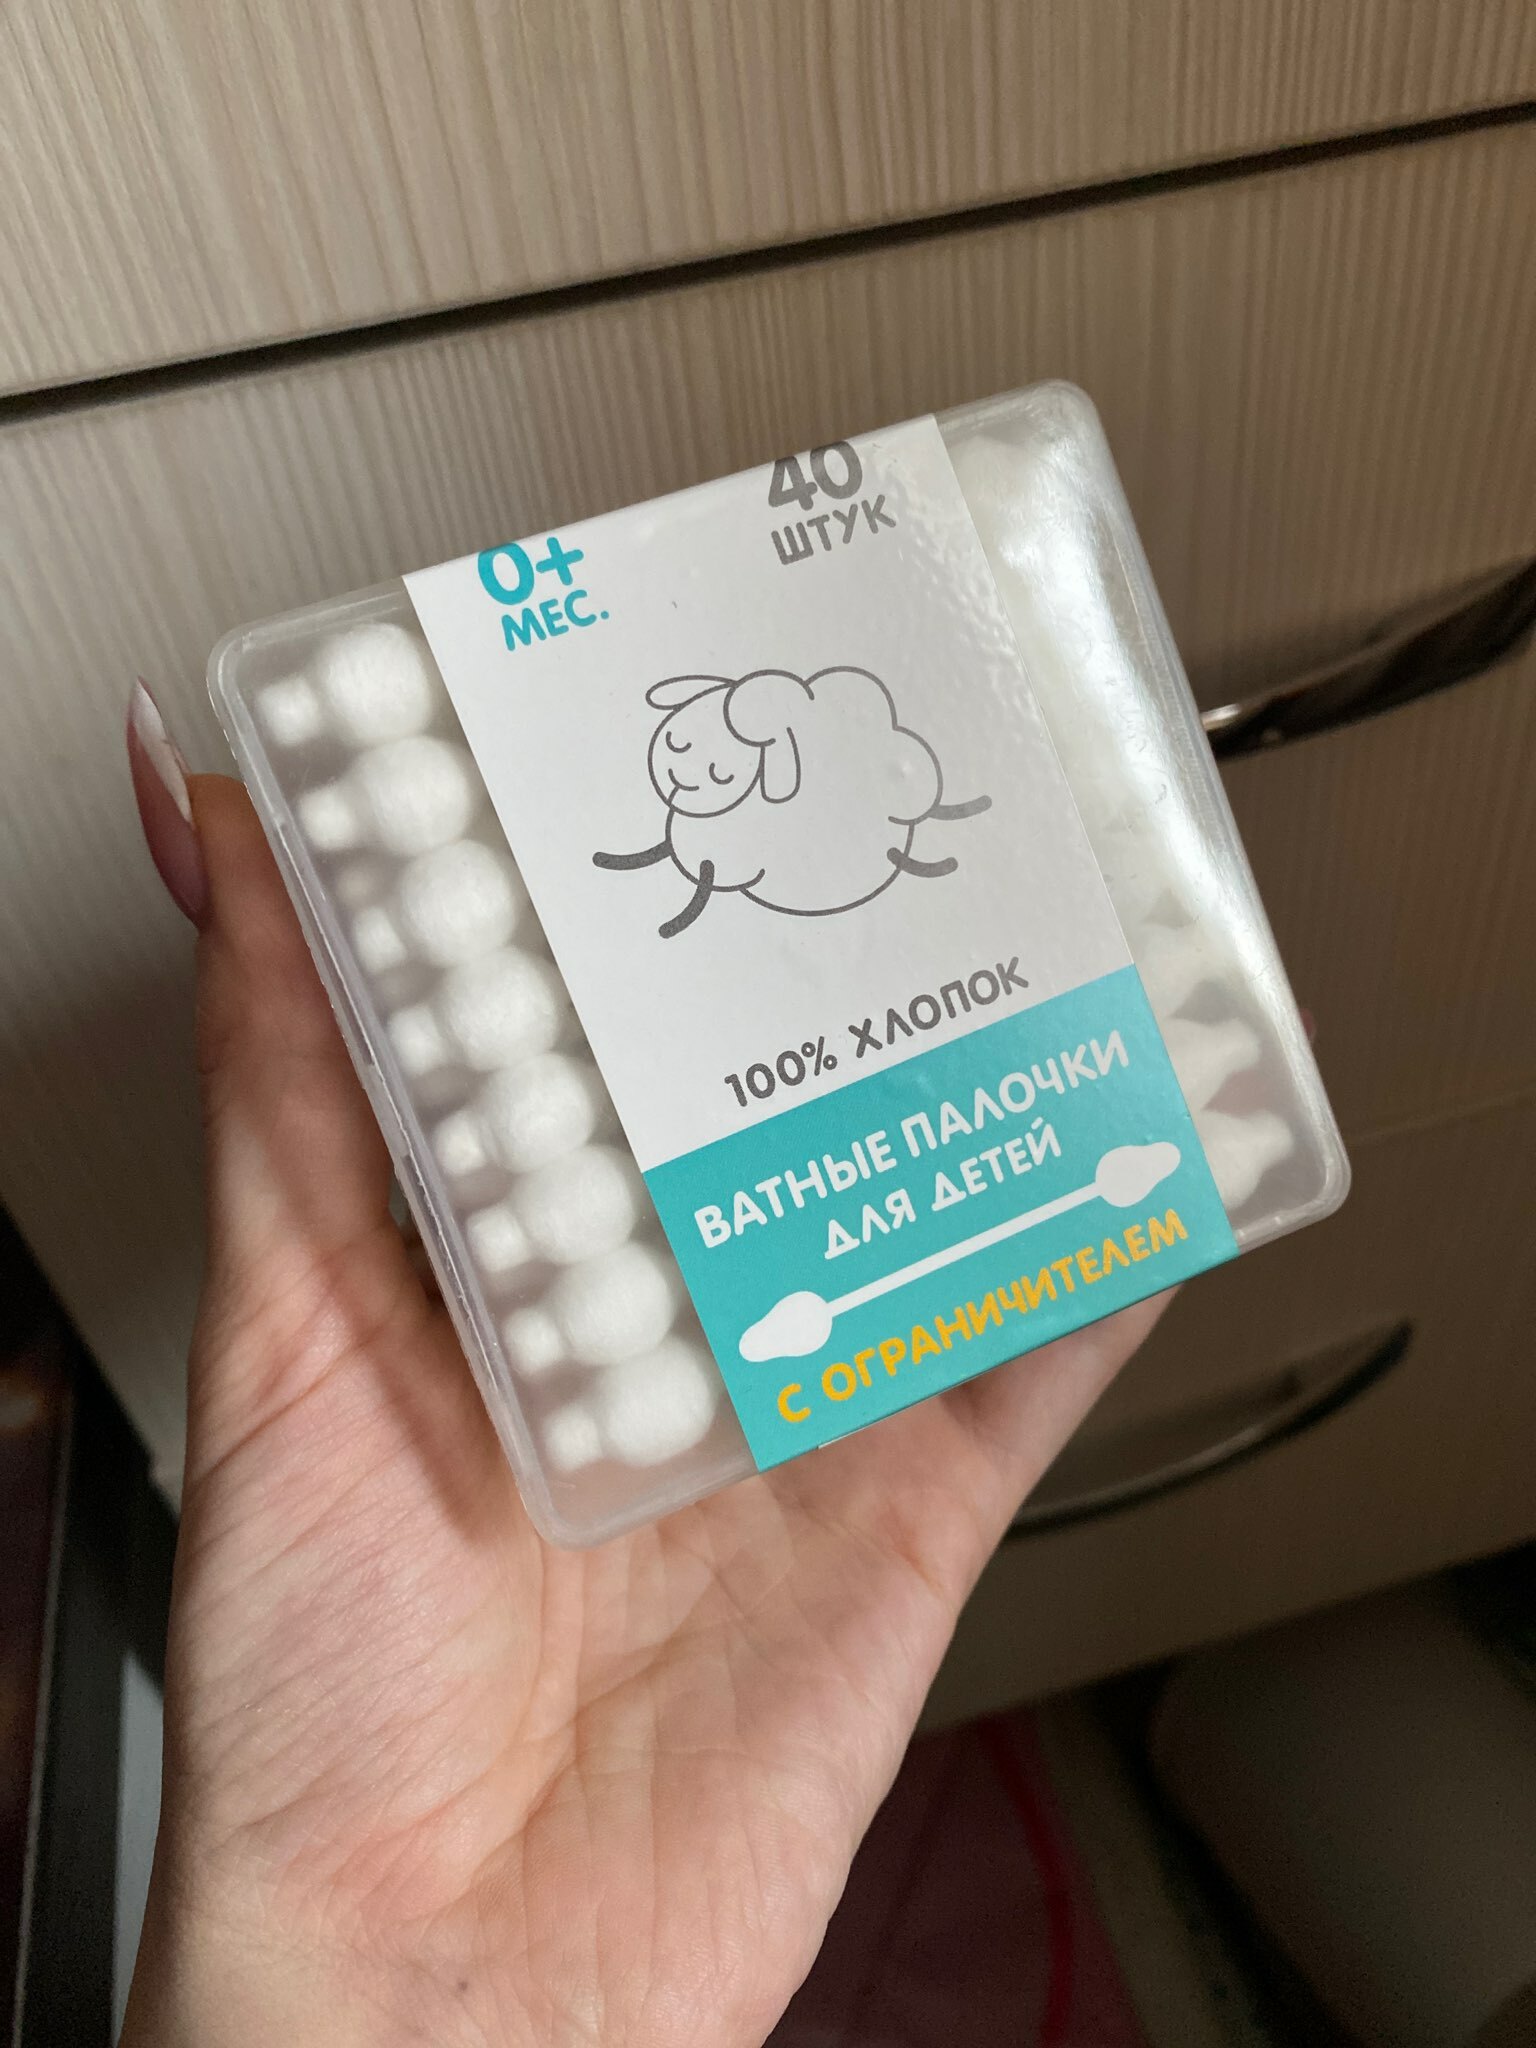 0+
МЕС.
40
ШТУК
100% ХЛОПОК
ВАТНЫЕ ПАЛОЧКИ
ДЛЯ ДЕТЕЙ
С ОГРАНИЧИТЕЛЕМ